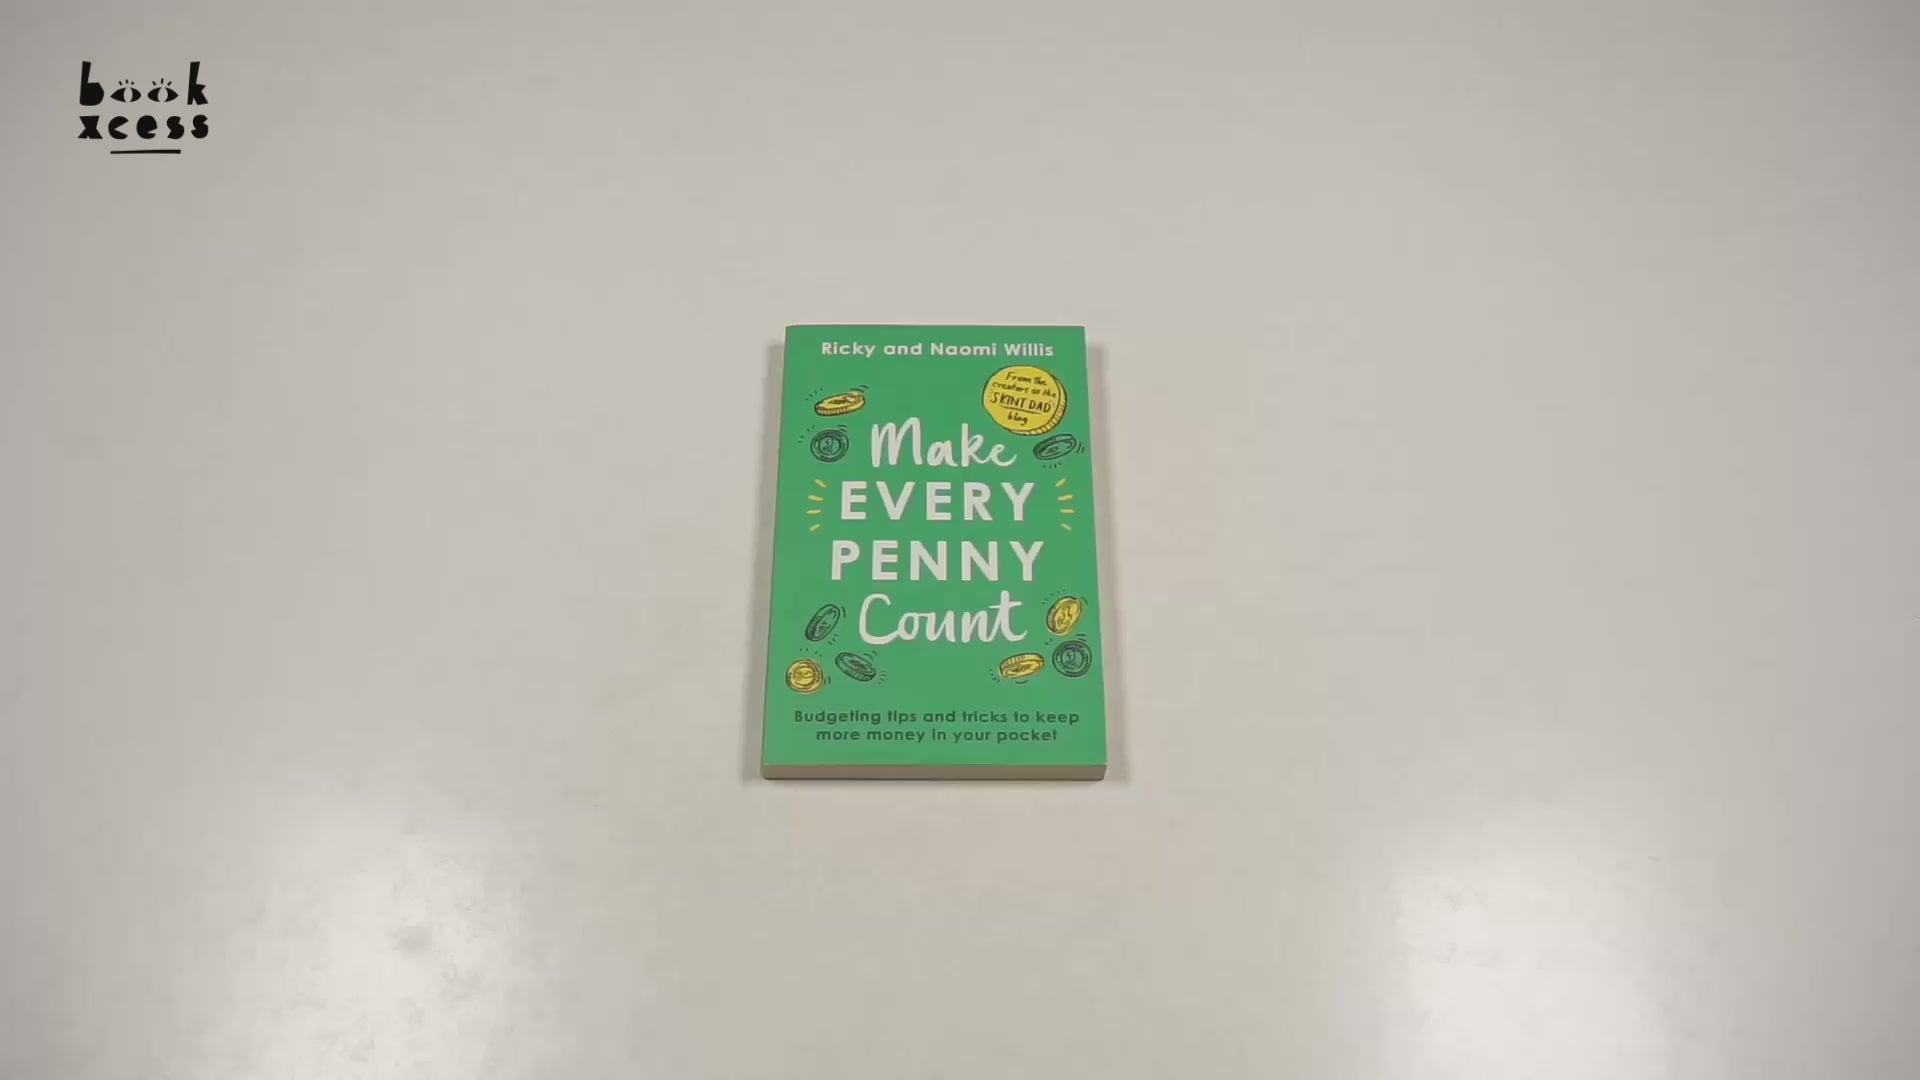 book
xcess
Ricky and Naomi Willis
From the
creators of the
SKINT DAD
blog
Make
EVERY
PENNY
Count
Budgeting tips and tricks to keep
more money in your pocket